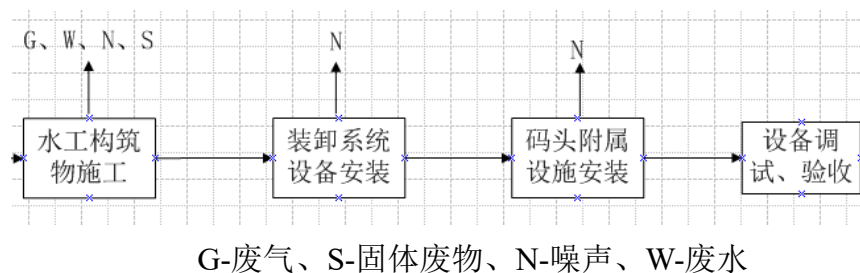 G、W、N、S
N
N
水工构筑
物施工
装卸系统
设备安装
码头附属
设施安装
设备调
试、验收
G-废气、S-固体废物、N-噪声、W-废水